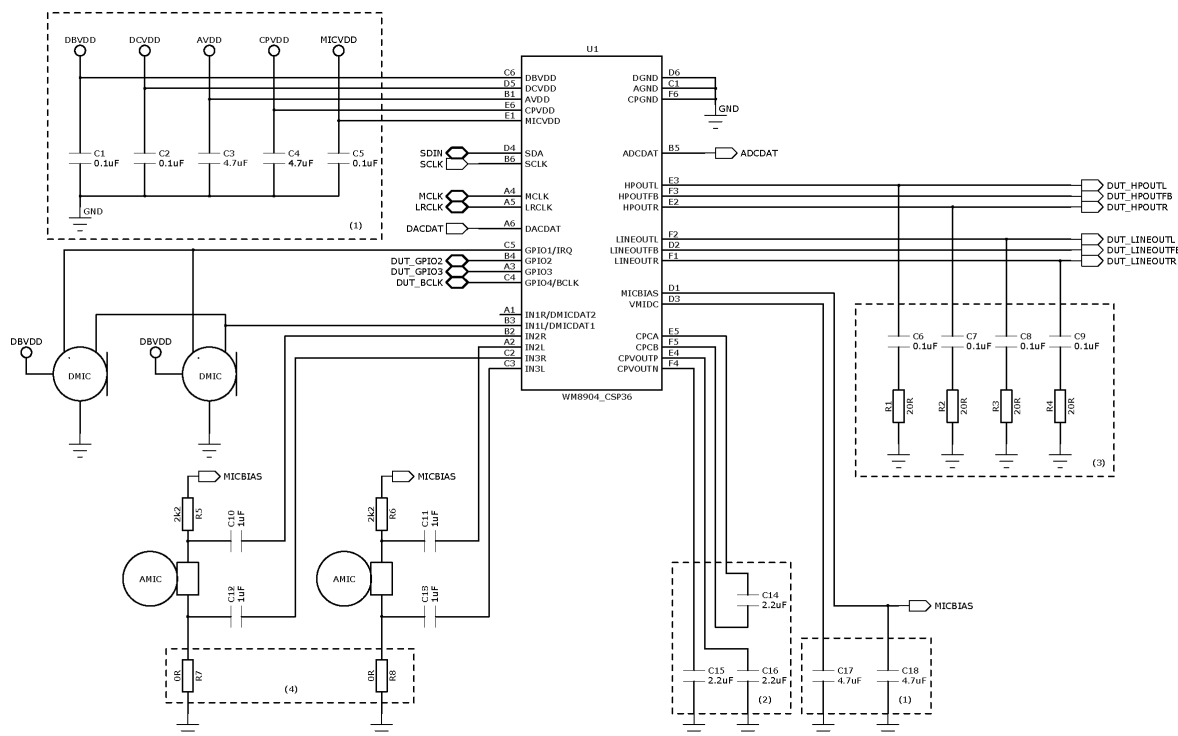 U1
DBVDD DCVDD AVDD CPVDD MICVDD
C1 0.1uF
C2 0.1uF
C3 4.7uF
C4 4.7uF
C5 0.1uF
GND
(1)
C6 DBVDD
D5 DCVDD
B1 AVDD
E6 CPVDD
E1 MICVDD
SDIN D4 SDA
SCLK B6 SCLK
MCLK A4 MCLK
LRCLK A5 LRCLK
DACDAT A6 DACDAT
C5 GPIO1/IRQ
DUT_GPIO2 B4 GPIO2
DUT_GPIO3 A3 GPIO3
DUT_BCLK C4 GPIO4/BCLK
A1 IN1R/DMICDAT2
B3 IN1L/DMICDAT1
B2 IN2R
A2 IN2L
C2 IN3R
C3 IN3L
DGND D6
AGND C1
CPGND F6
GND
ADCDAT B5 ADCDAT
HPOUTL E3 DUT_HPOUTL
HPOUTFB F3 DUT_HPOUTFB
HPOUTR E2 DUT_HPOUTR
LINEOUTL F2 DUT_LINEOUTL
LINEOUTFB D2 DUT_LINEOUTFB
LINEOUTR F1 DUT_LINEOUTR
MICBIAS D1
VMIDC D3
CPCA E5
CPCB F5
CPVOUTP E4
CPVOUTN F4
WM8904_CSP36
DBVDD
DMIC
DBVDD
DMIC
C6 0.1uF
C7 0.1uF
C8 0.1uF
C9 0.1uF
R1 20R
R2 20R
R3 20R
R4 20R
(3)
MICBIAS
2k2 R5
C10 1uF
AMIC
C12 1uF
0R R7
MICBIAS
2k2 R6
C11 1uF
AMIC
C13 1uF
0R R8
(4)
C14 2.2uF
C15 2.2uF
C16 2.2uF
(2)
MICBIAS
C17 4.7uF
C18 4.7uF
(1)